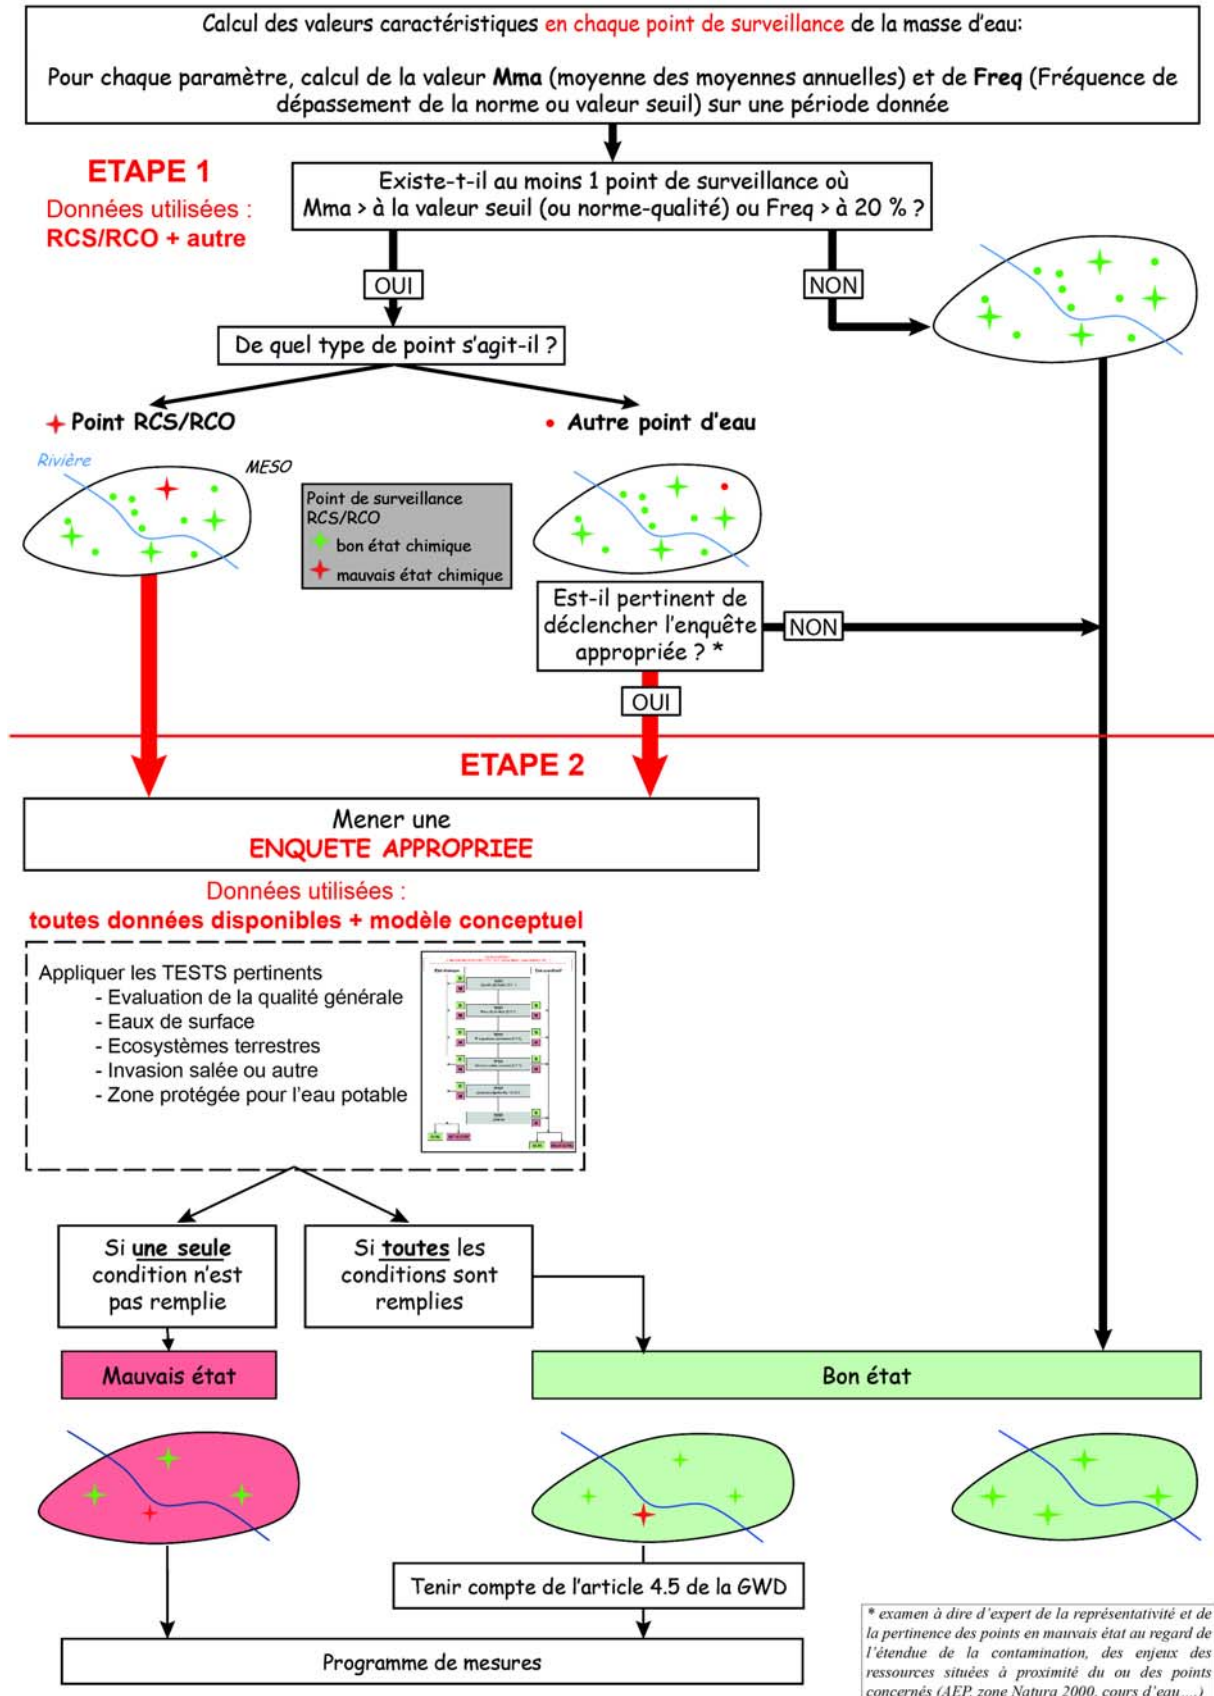 Calcul des valeurs caractéristiques en chaque point de surveillance de la masse d'eau:
Pour chaque paramètre, calcul de la valeur Mma (moyenne des moyennes annuelles) et de Freq (Fréquence de
dépassement de la norme ou valeur seuil) sur une période donnée
ETAPE 1
Données utilisées :
RCS/RCO + autre
Existe-t-il au moins 1 point de surveillance où
Mma > à la valeur seuil (ou norme-qualité) ou Freq > à 20 % ?
OUI
NON
De quel type de point s'agit-il ?
Point RCS/RCO
Autre point d'eau
Rivière
MESO
Point de surveillance
RCS/RCO
bon état chimique
mauvais état chimique
Est-il pertinent de
déclencher l'enquête
appropriée ? *
NON
OUI
ETAPE 2
Mener une
ENQUETE APPROPRIEE
Données utilisées :
toutes données disponibles + modèle conceptuel
Appliquer les TESTS pertinents
- Evaluation de la qualité générale
- Eaux de surface
- Ecosystèmes terrestres
- Invasion salée ou autre
- Zone protégée pour l'eau potable
Si une seule
condition n'est
pas remplie
Si toutes les
conditions sont
remplies
Mauvais état
Bon état
Tenir compte de l'article 4.5 de la GWD
Programme de mesures
* examen à dire d'expert de la représentativité et de
la pertinence des points en mauvais état au regard de
l'étendue de la contamination, des enjeux des
ressources situées à proximité du ou des points
concernés (AEP, zone Natura 2000, cours d'eau....)